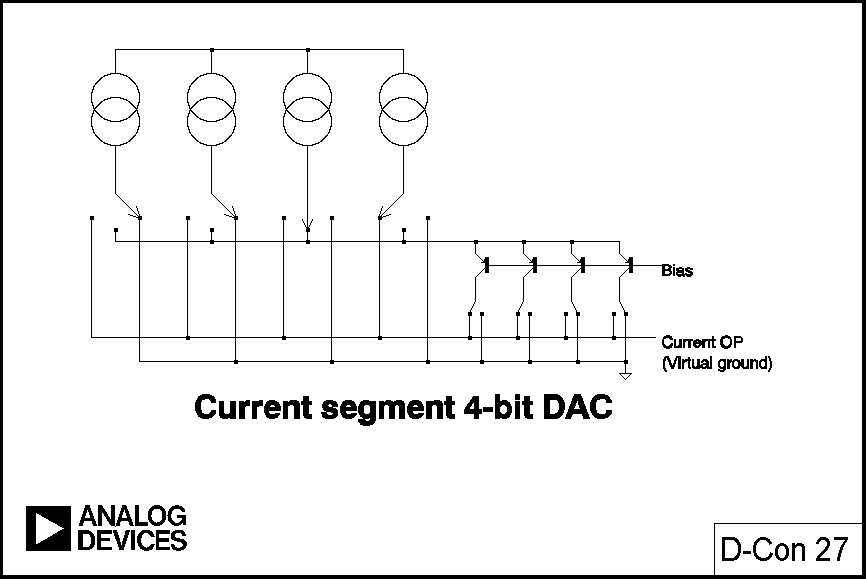 Bias
Current OP
(Virtual ground)
Current segment 4-bit DAC
ANALOG
DEVICES
D-Con 27